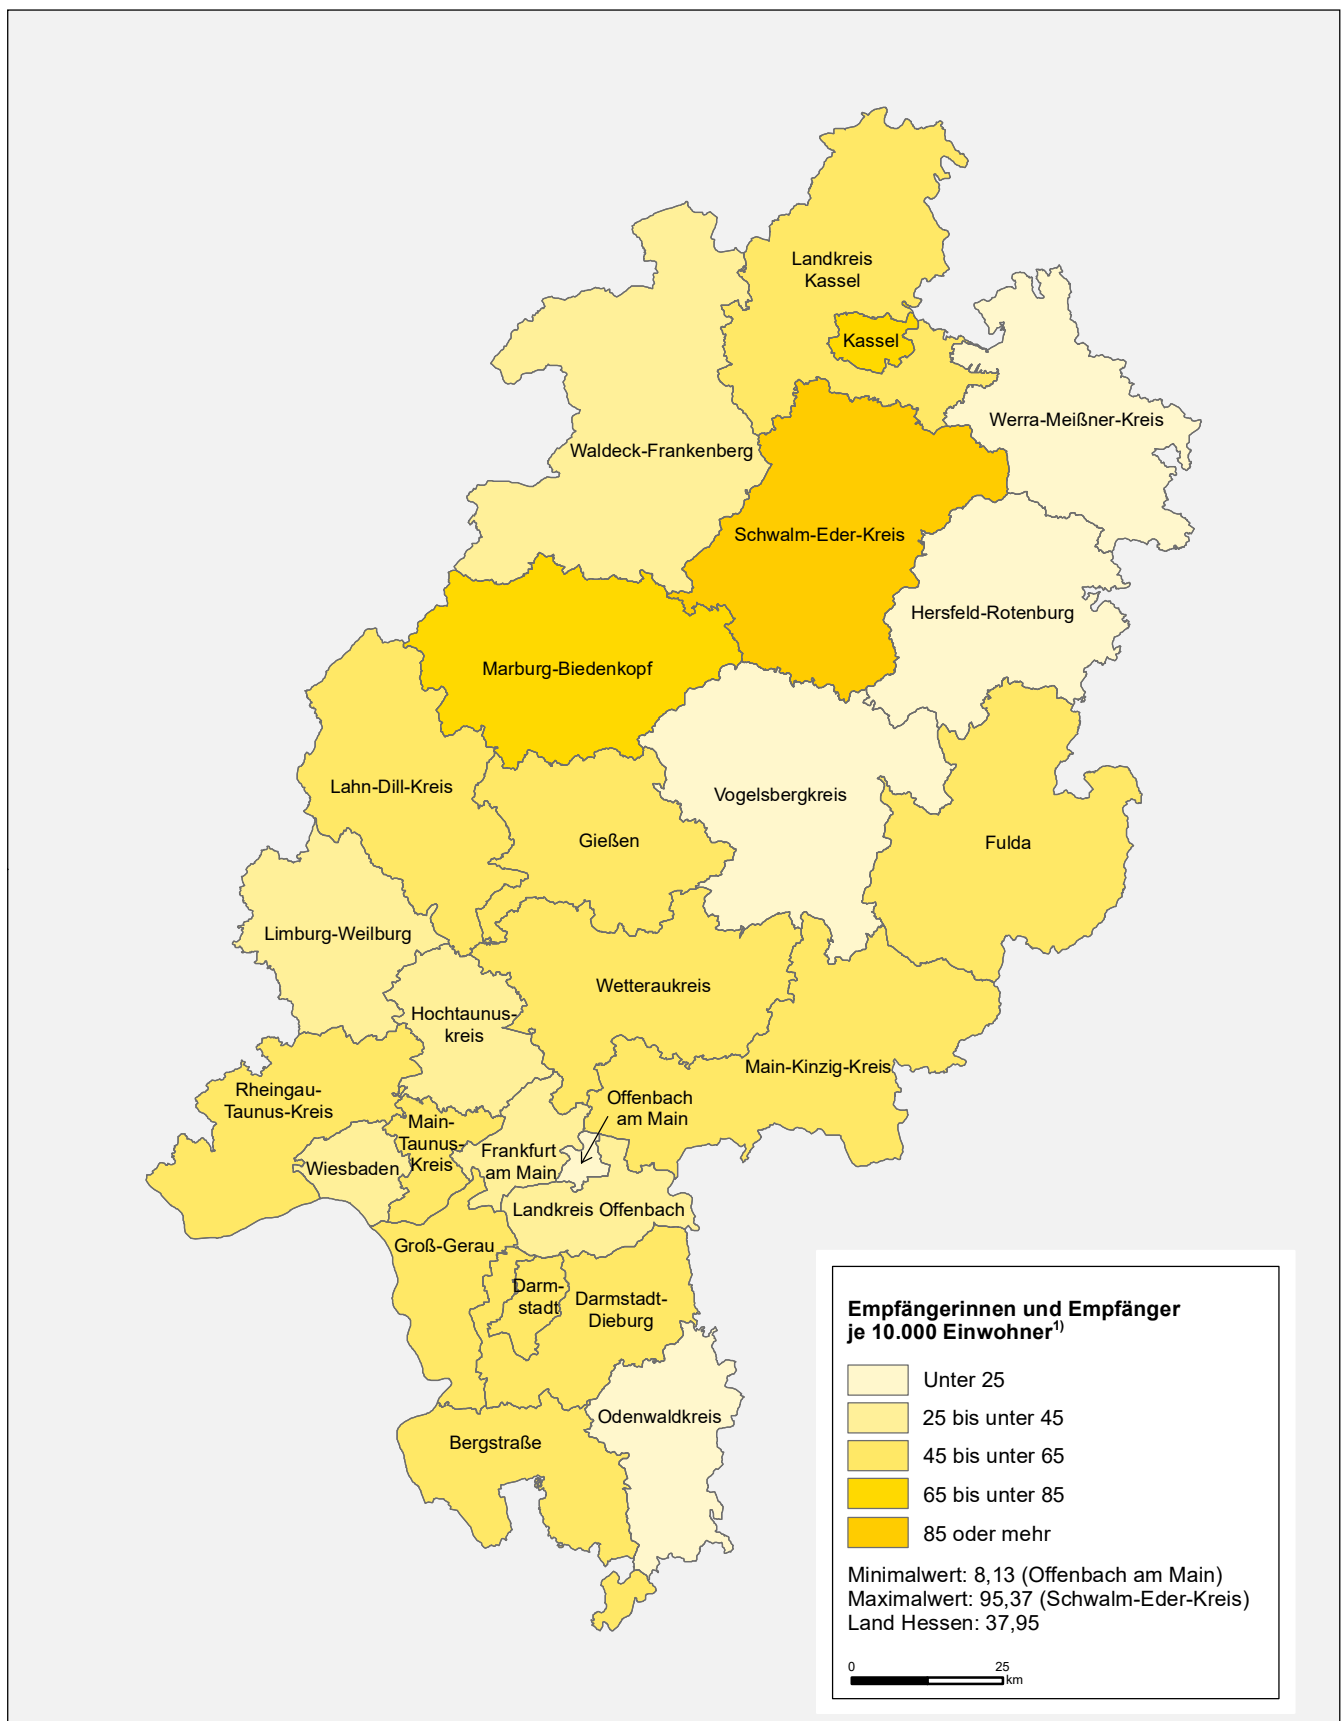 Landkreis
Kassel
Kassel
Werra-Meißner-Kreis
Waldeck-Frankenberg
Schwalm-Eder-Kreis
Hersfeld-Rotenburg
Marburg-Biedenkopf
Lahn-Dill-Kreis
Vogelsbergkreis
Gießen
Fulda
Limburg-Weilburg
Wetteraukreis
Hochtaunus-
kreis
Main-Kinzig-Kreis
Rheingau-
Taunus-Kreis
Offenbach
am Main
Main-
Taunus-
Kreis
Frankfurt
am Main
Wiesbaden
Landkreis Offenbach
Groß-Gerau
Darm-
stadt
Darmstadt-
Dieburg
Odenwaldkreis
Bergstraße
Empfängerinnen und Empfänger
je 10.000 Einwohner¹⁾
Unter 25
25 bis unter 45
45 bis unter 65
65 bis unter 85
85 oder mehr
Minimalwert: 8,13 (Offenbach am Main)
Maximalwert: 95,37 (Schwalm-Eder-Kreis)
Land Hessen: 37,95
0 25
km